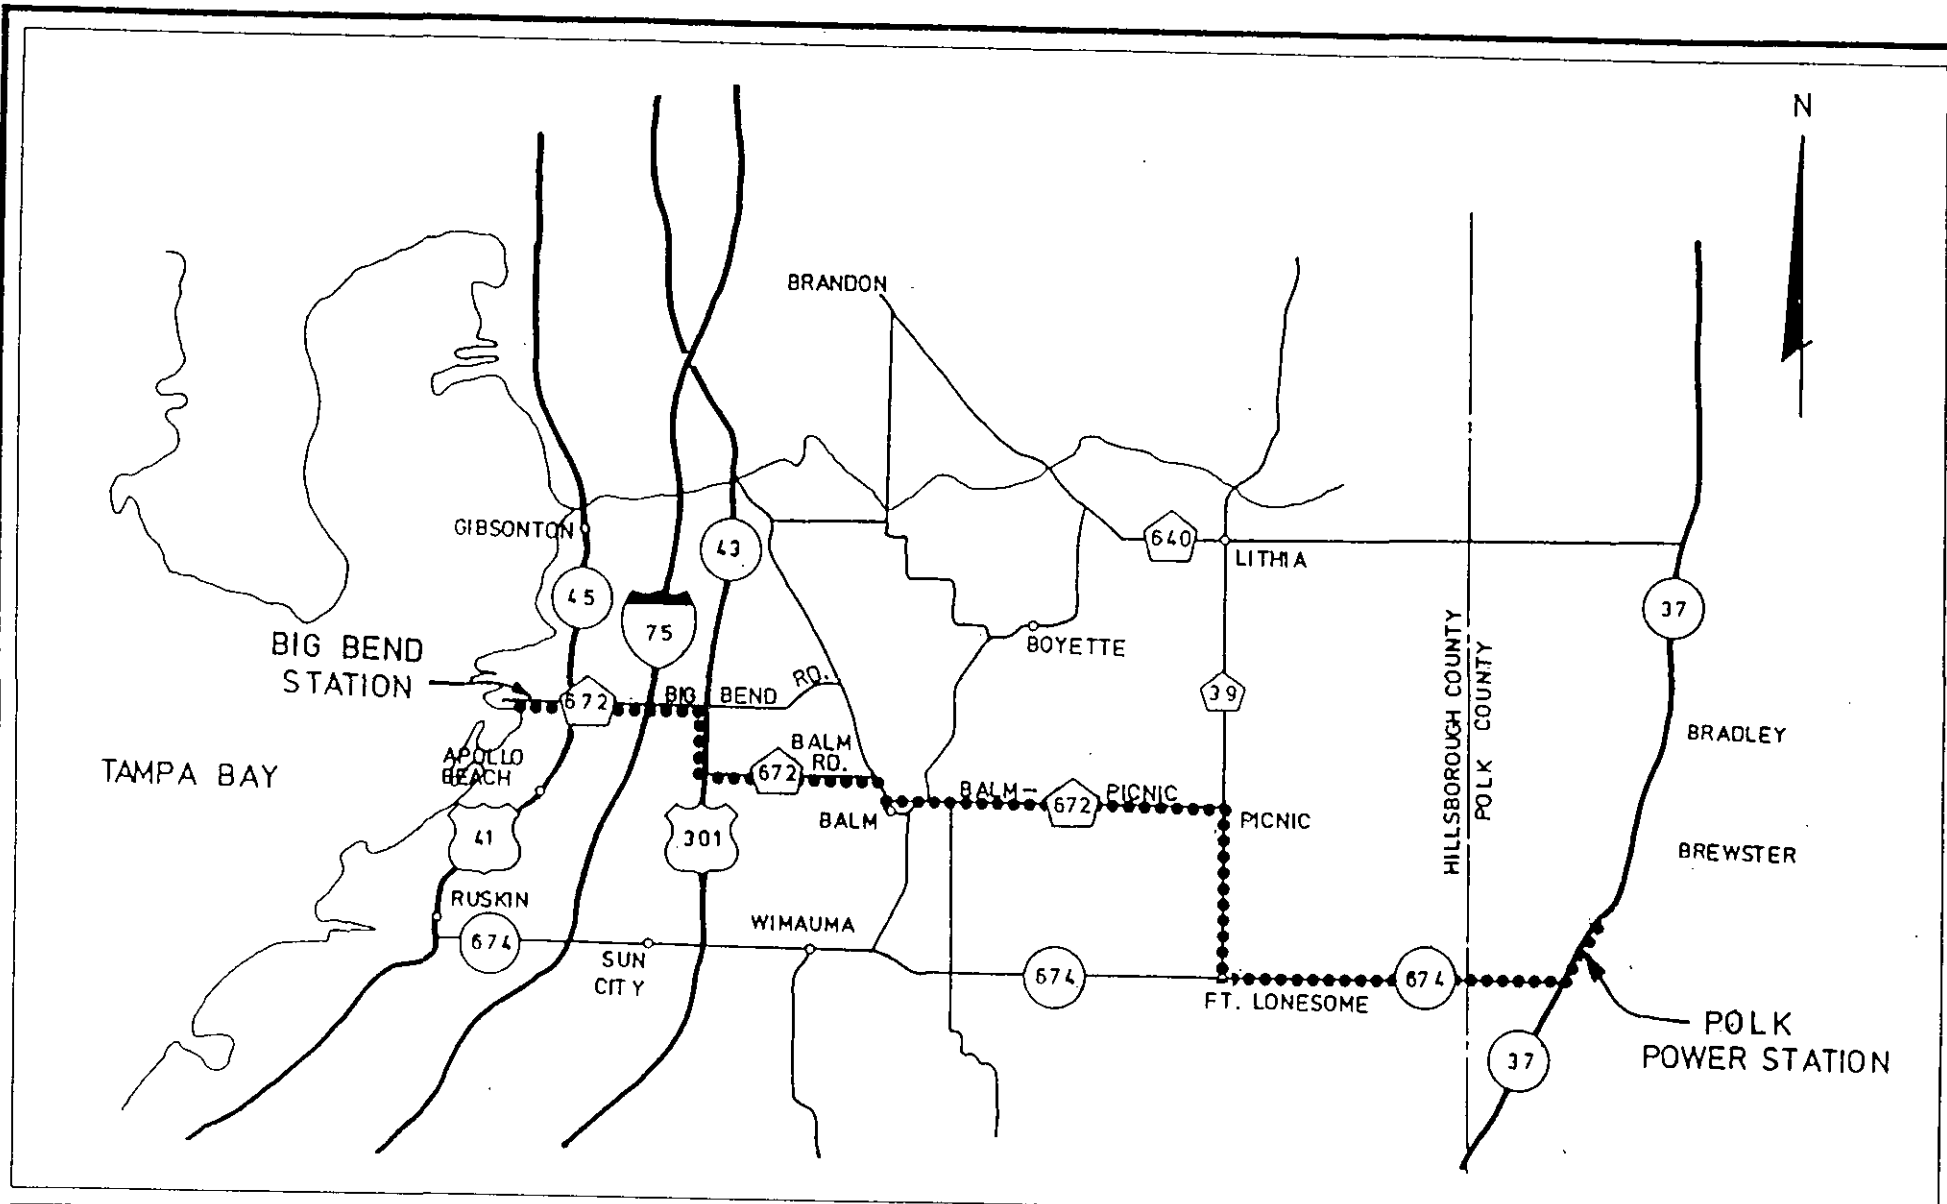 N
BRANDON
GIBSONTON
43
640
LITHIA
45
75
37
BIG BEND
STATION
BOYETTE
HILLSBOROUGH COUNTY
POLK COUNTY
672
BIG BEND RD.
39
BRADLEY
TAMPA BAY
APOLLO
BEACH
BALM
RD.
672
BALM-
672
PICNIC
BALM
PICNIC
41
301
BREWSTER
RUSKIN
WIMAUMA
674
SUN
CITY
674
674
FT. LONESOME
POLK
POWER STATION
37